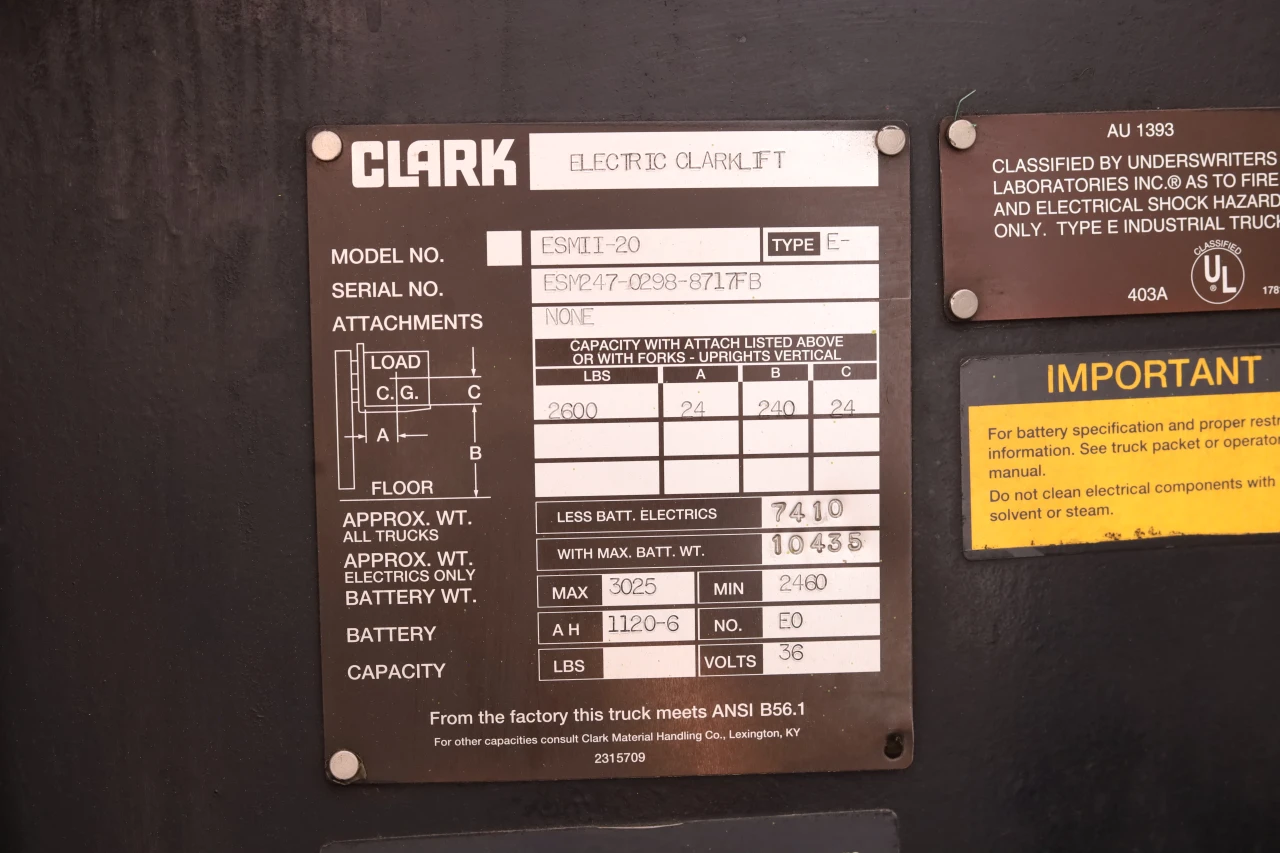 CLARK ELECTRIC CLARKLIFT
MODEL NO. ESMII-20 TYPE E-
SERIAL NO. ESM247-0298-8717FB
ATTACHMENTS NONE
CAPACITY WITH ATTACH LISTED ABOVE
OR WITH FORKS - UPRIGHTS VERTICAL
LBS A B C
2600 24 240 24
LOAD
C. G. C
A
B
FLOOR
APPROX. WT. LESS BATT. ELECTRICS 7410
ALL TRUCKS
APPROX. WT. WITH MAX. BATT. WT. 10435
ELECTRICS ONLY
BATTERY WT. MAX 3025 MIN 2460
BATTERY A H 1120-6 NO. E0
CAPACITY LBS VOLTS 36
From the factory this truck meets ANSI B56.1
For other capacities consult Clark Material Handling Co., Lexington, KY
2315709
AU 1393
CLASSIFIED BY UNDERSWRITERS
LABORATORIES INC.® AS TO FIRE
AND ELECTRICAL SHOCK HAZARD
ONLY. TYPE E INDUSTRIAL TRUCK
CLASSIFIED
UL
®
403A 178
IMPORTANT
For battery specification and proper restr
information. See truck packet or operator
manual.
Do not clean electrical components with
solvent or steam.